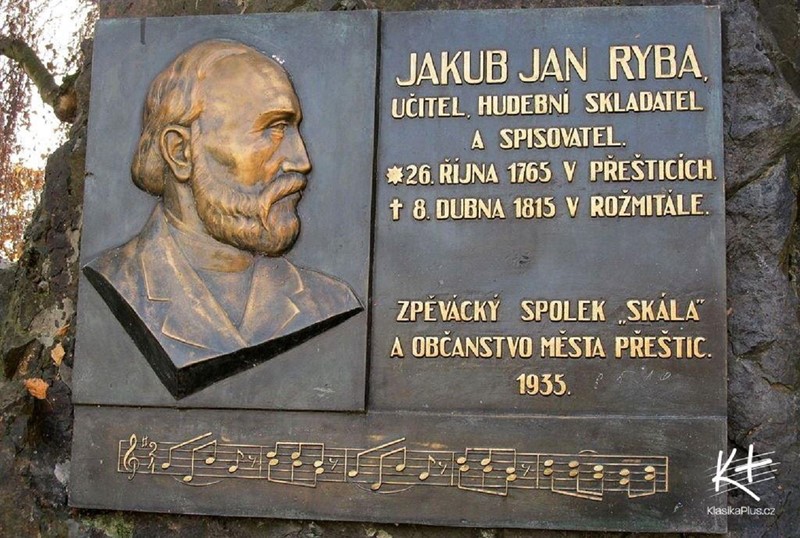 JAKUB JAN RYBA,
UČITEL, HUDEBNÍ SKLADATEL
A SPISOVATEL.
✸26. ŘÍJNA 1765 V PŘEŠTICÍCH.
† 8. DUBNA 1815 V ROŽMITÁLE.
ZPĚVÁCKÝ SPOLEK „SKÁLA"
A OBČANSTVO MĚSTA PŘEŠTIC.
1935.
K+
KlasikaPlus.cz